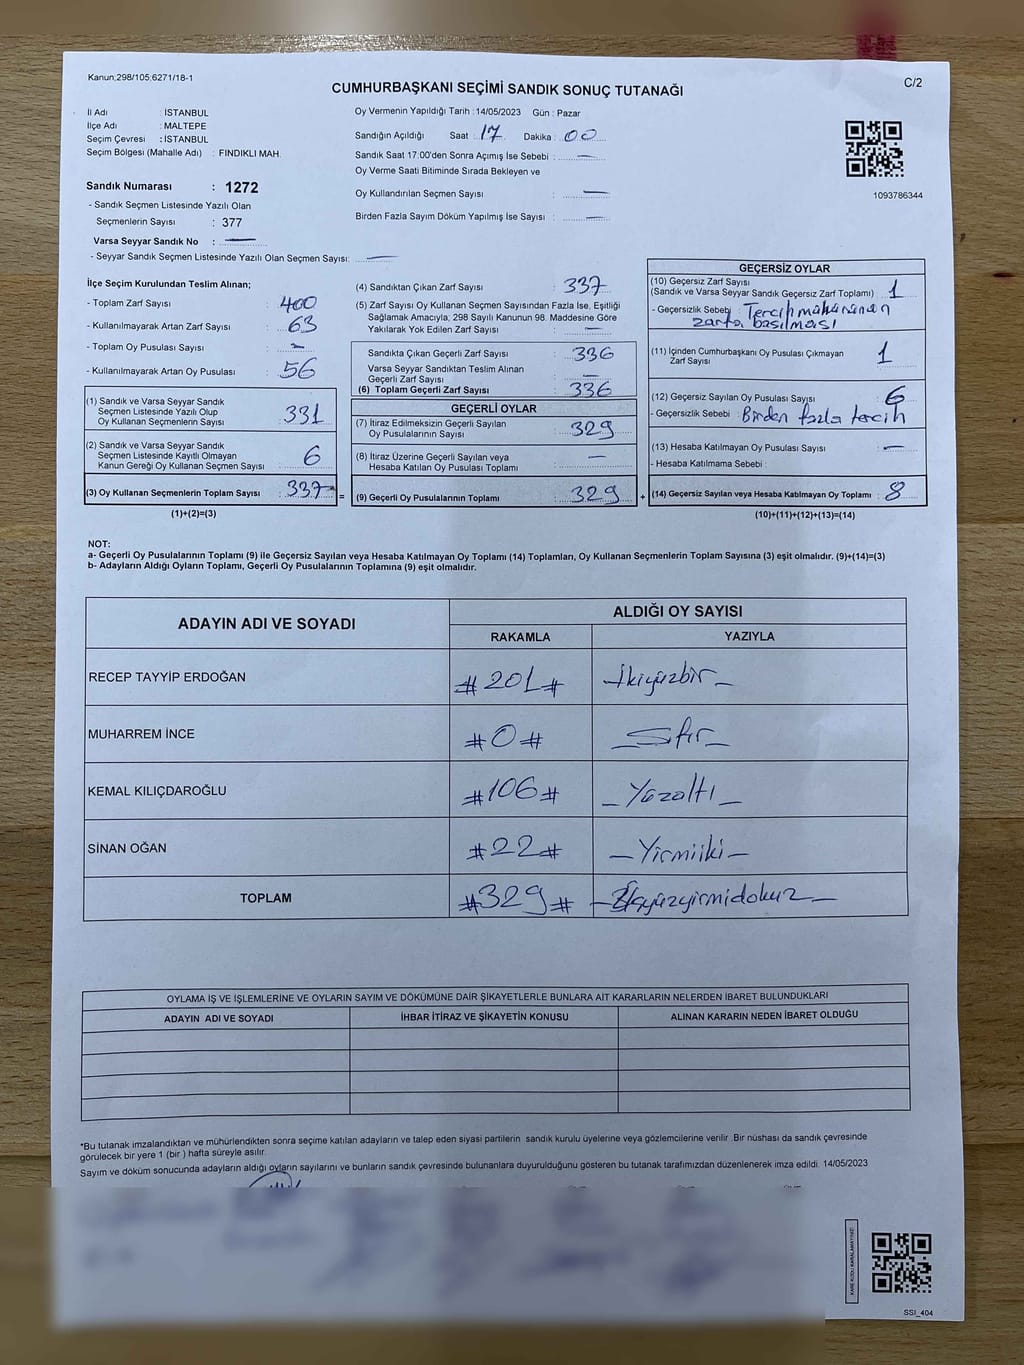 Kanun;298/105;6271/18-1
C/2
CUMHURBAŞKANI SEÇİMİ SANDIK SONUÇ TUTANAĞI
İl Adı : İSTANBUL
İlçe Adı : MALTEPE
Seçim Çevresi : İSTANBUL
Seçim Bölgesi (Mahalle Adı) : FINDIKLI MAH.
Sandık Numarası : 1272
- Sandık Seçmen Listesinde Yazılı Olan
Seçmenlerin Sayısı : 377
Varsa Seyyar Sandık No : —
- Seyyar Sandık Seçmen Listesinde Yazılı Olan Seçmen Sayısı: —
Oy Vermenin Yapıldığı Tarih : 14/05/2023 Gün : Pazar
Sandığın Açıldığı Saat : 17 Dakika : 00
Sandık Saat 17:00'den Sonra Açımış İse Sebebi : —
Oy Verme Saati Bitiminde Sırada Bekleyen ve
Oy Kullandırılan Seçmen Sayısı : —
Birden Fazla Sayım Döküm Yapılmış İse Sayısı : —
1093786344
İlçe Seçim Kurulundan Teslim Alınan;
- Toplam Zarf Sayısı : 400
- Kullanılmayarak Artan Zarf Sayısı : 63
- Toplam Oy Pusulası Sayısı :
- Kullanılmayarak Artan Oy Pusulası : 56
(1) Sandık ve Varsa Seyyar Sandık
Seçmen Listesinde Yazılı Olup
Oy Kullanan Seçmenlerin Sayısı : 331
(2) Sandık ve Varsa Seyyar Sandık
Seçmen Listesinde Kayıtlı Olmayan
Kanun Gereği Oy Kullanan Seçmen Sayısı : 6
(3) Oy Kullanan Seçmenlerin Toplam Sayısı : 337 =
(1)+(2)=(3)
(4) Sandıktan Çıkan Zarf Sayısı : 337
(5) Zarf Sayısı Oy Kullanan Seçmen Sayısından Fazla İse, Eşitliği
Sağlamak Amacıyla; 298 Sayılı Kanunun 98. Maddesine Göre
Yakılarak Yok Edilen Zarf Sayısı : —
Sandıkta Çıkan Geçerli Zarf Sayısı : 336
Varsa Seyyar Sandıktan Teslim Alınan
Geçerli Zarf Sayısı : —
(6) Toplam Geçerli Zarf Sayısı : 336
GEÇERLİ OYLAR
(7) İtiraz Edilmeksizin Geçerli Sayılan
Oy Pusulalarının Sayısı : 329
(8) İtiraz Üzerine Geçerli Sayılan veya
Hesaba Katılan Oy Pusulası Toplamı : —
(9) Geçerli Oy Pusulalarının Toplamı : 329 +
GEÇERSİZ OYLAR
(10) Geçersiz Zarf Sayısı
(Sandık ve Varsa Seyyar Sandık Geçersiz Zarf Toplamı) : 1
- Geçersizlik Sebebi : Tercih mühürünün
zarfa basılması
(11) İçinden Cumhurbaşkanı Oy Pusulası Çıkmayan
Zarf Sayısı : 1
(12) Geçersiz Sayılan Oy Pusulası Sayısı : 6
- Geçersizlik Sebebi : Birden fazla tercih
(13) Hesaba Katılmayan Oy Pusulası Sayısı : —
- Hesaba Katılmama Sebebi :
(14) Geçersiz Sayılan veya Hesaba Katılmayan Oy Toplamı : 8
(10)+(11)+(12)+(13)=(14)
NOT:
a- Geçerli Oy Pusulalarının Toplamı (9) ile Geçersiz Sayılan veya Hesaba Katılmayan Oy Toplamı (14) Toplamları, Oy Kullanan Seçmenlerin Toplam Sayısına (3) eşit olmalıdır. (9)+(14)=(3)
b- Adayların Aldığı Oyların Toplamı, Geçerli Oy Pusulalarının Toplamına (9) eşit olmalıdır.
ADAYIN ADI VE SOYADI
ALDIĞI OY SAYISI
RAKAMLA YAZIYLA
RECEP TAYYİP ERDOĞAN #201# -İkiyüzbir-
MUHARREM İNCE #0# -Sıfır-
KEMAL KILIÇDAROĞLU #106# -Yüzaltı-
SİNAN OĞAN #22# -Yirmiiki-
TOPLAM #329# -Üçyüzyirmidokuz-
OYLAMA İŞ VE İŞLEMLERİNE VE OYLARIN SAYIM VE DÖKÜMÜNE DAİR ŞİKAYETLERLE BUNLARA AİT KARARLARIN NELERDEN İBARET BULUNDUKLARI
ADAYIN ADI VE SOYADI İHBAR İTİRAZ VE ŞİKAYETİN KONUSU ALINAN KARARIN NEDEN İBARET OLDUĞU
*Bu tutanak imzalandıktan ve mühürlendikten sonra seçime katılan adayların ve talep eden siyasi partilerin sandık kurulu üyelerine veya gözlemcilerine verilir .Bir nüshası da sandık çevresinde
görülecek bir yere 1 (bir ) hafta süreyle asılır.
Sayım ve döküm sonucunda adayların aldığı oyların sayılarını ve bunların sandık çevresinde bulunanlara duyurulduğunu gösteren bu tutanak tarafımızdan düzenlenerek imza edildi. 14/05/2023
KARE KODU KARALAMAYINIZ!
SSI_404